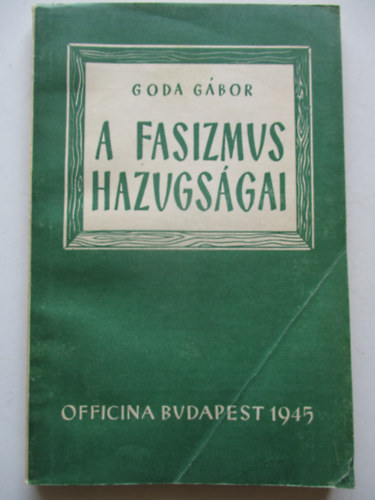 GODA GÁBOR
A FASIZMUS
HAZUGSÁGAI
OFFICINA BUDAPEST 1945